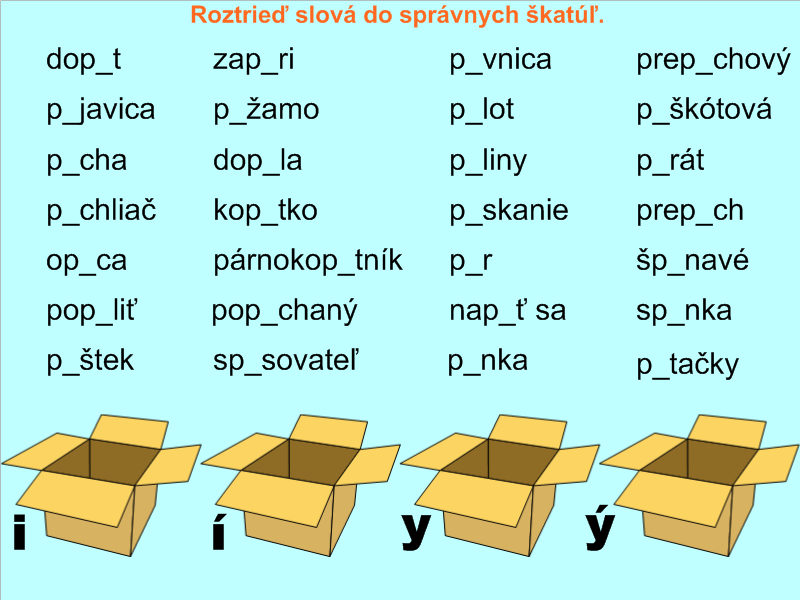 Roztrieď slová do správnych škatúľ.
dop_t zap_ri p_vnica prep_chový
p_javica p_žamo p_lot p_škótová
p_cha dop_la p_liny p_rát
p_chliač kop_tko p_skanie prep_ch
op_ca párnokop_tník p_r šp_navé
pop_liť pop_chaný nap_ť sa sp_nka
p_štek sp_sovateľ p_nka p_tačky
i í y ý